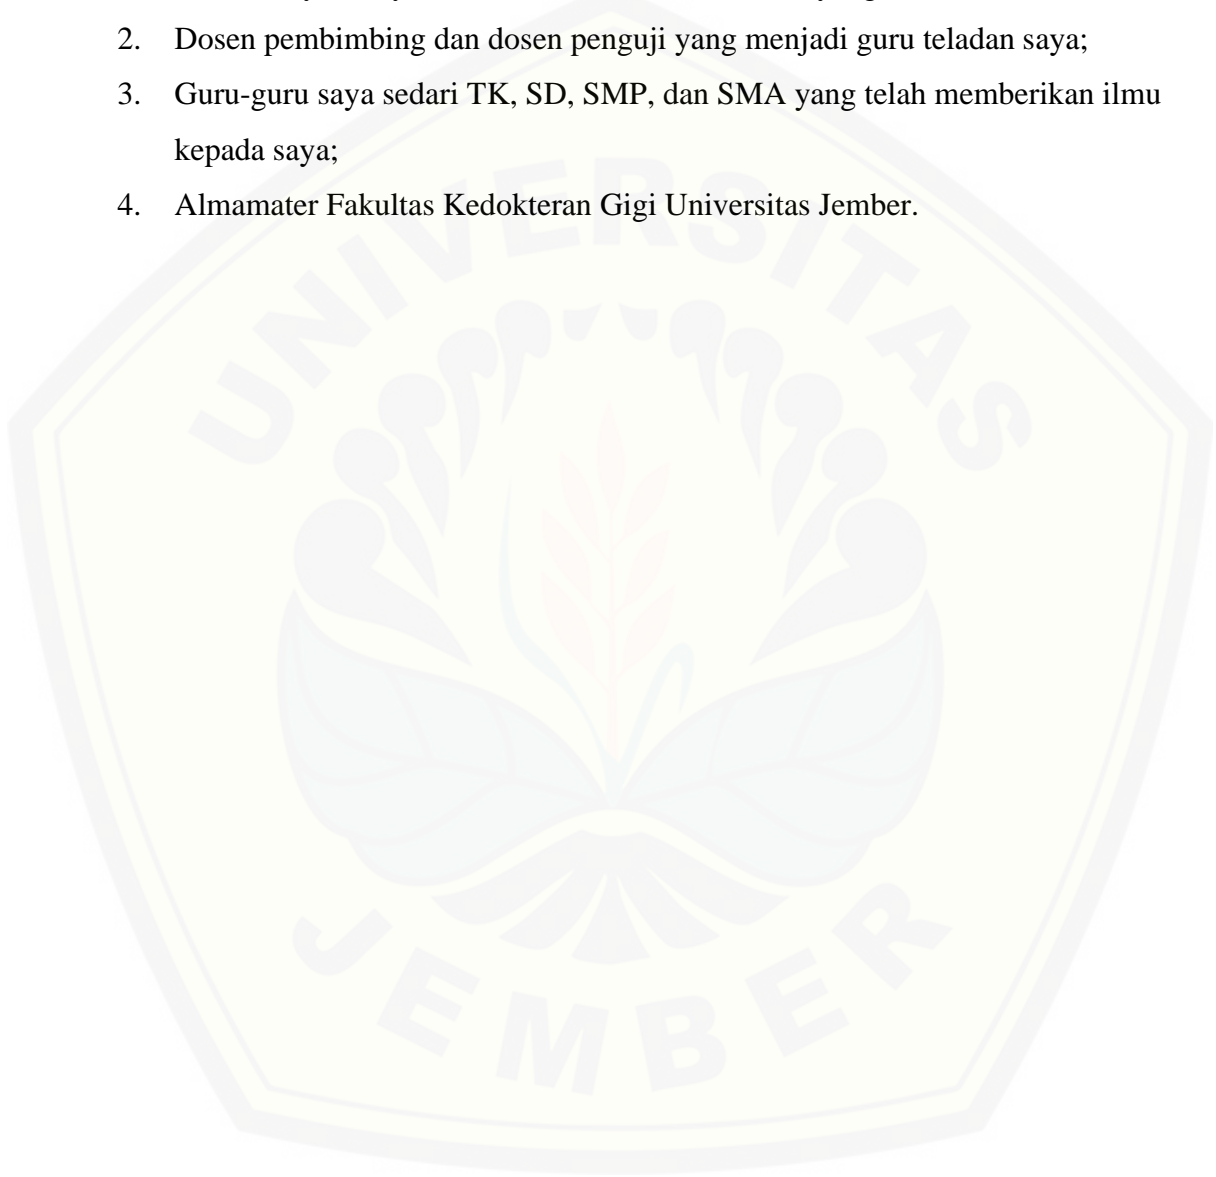 2. Dosen pembimbing dan dosen penguji yang menjadi guru teladan saya;
3. Guru-guru saya sedari TK, SD, SMP, dan SMA yang telah memberikan ilmu
kepada saya;
4. Almamater Fakultas Kedokteran Gigi Universitas Jember.
UNIVERSITAS
JEMBER